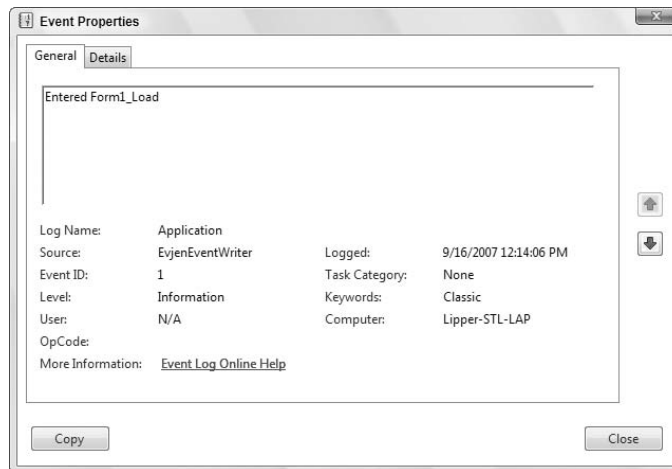 Event Properties
General Details
Entered Form1_Load
Log Name: Application
Source: EvjenEventWriter Logged: 9/16/2007 12:14:06 PM
Event ID: 1 Task Category: None
Level: Information Keywords: Classic
User: N/A Computer: Lipper-STL-LAP
OpCode:
More Information: Event Log Online Help
Copy Close